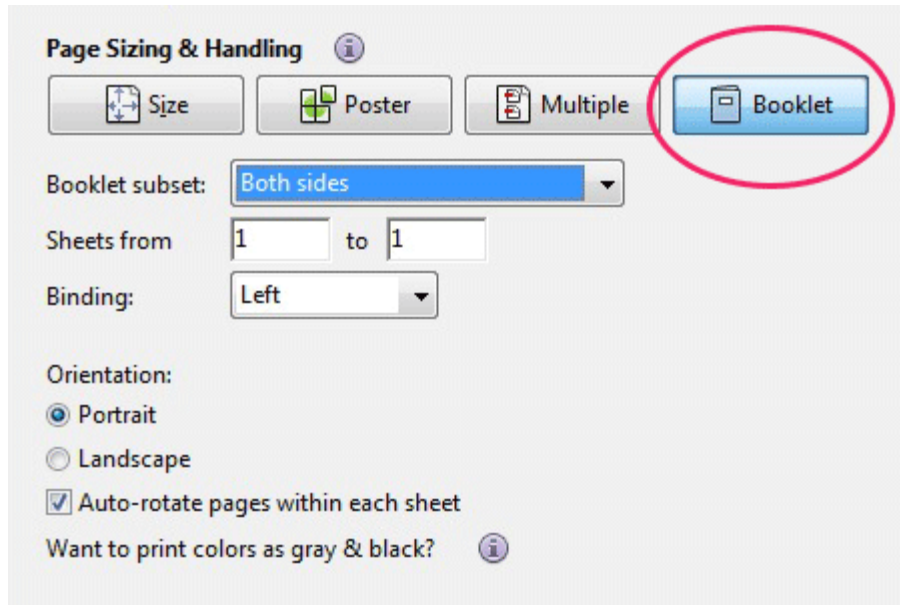 Page Sizing & Handling
Size Poster Multiple Booklet
Booklet subset: Both sides
Sheets from 1 to 1
Binding: Left
Orientation:
Portrait
Landscape
Auto-rotate pages within each sheet
Want to print colors as gray & black?